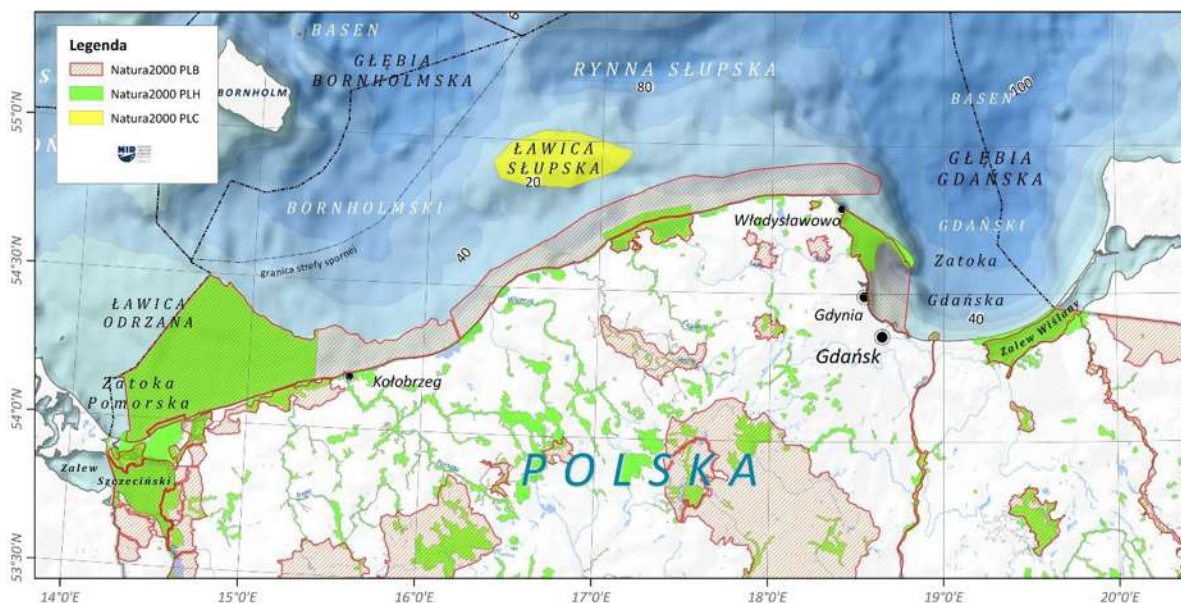 Legenda
Natura2000 PLB
Natura2000 PLH
Natura2000 PLC
MIR
BASEN
GŁĘBIA
BORNHOLMSKA
BORNHOLM
RYNNA SŁUPSKA
80
100
BASEN
ŁAWICA
SŁUPSKA
20
GŁĘBIA
GDAŃSKA
BORNHOLMSKI
GDAŃSKI
Władysławowo
40
granica strefy spornej
Zatoka
Gdańska
ŁAWICA
ODRZANA
Gdynia
40
Zalew Wiślany
Gdańsk
Zatoka
Pomorska
Kołobrzeg
Zalew
Szczeciński
POLSKA
55°0'N
54°30'N
54°0'N
53°30'N
14°0'E
15°0'E
16°0'E
17°0'E
18°0'E
19°0'E
20°0'E